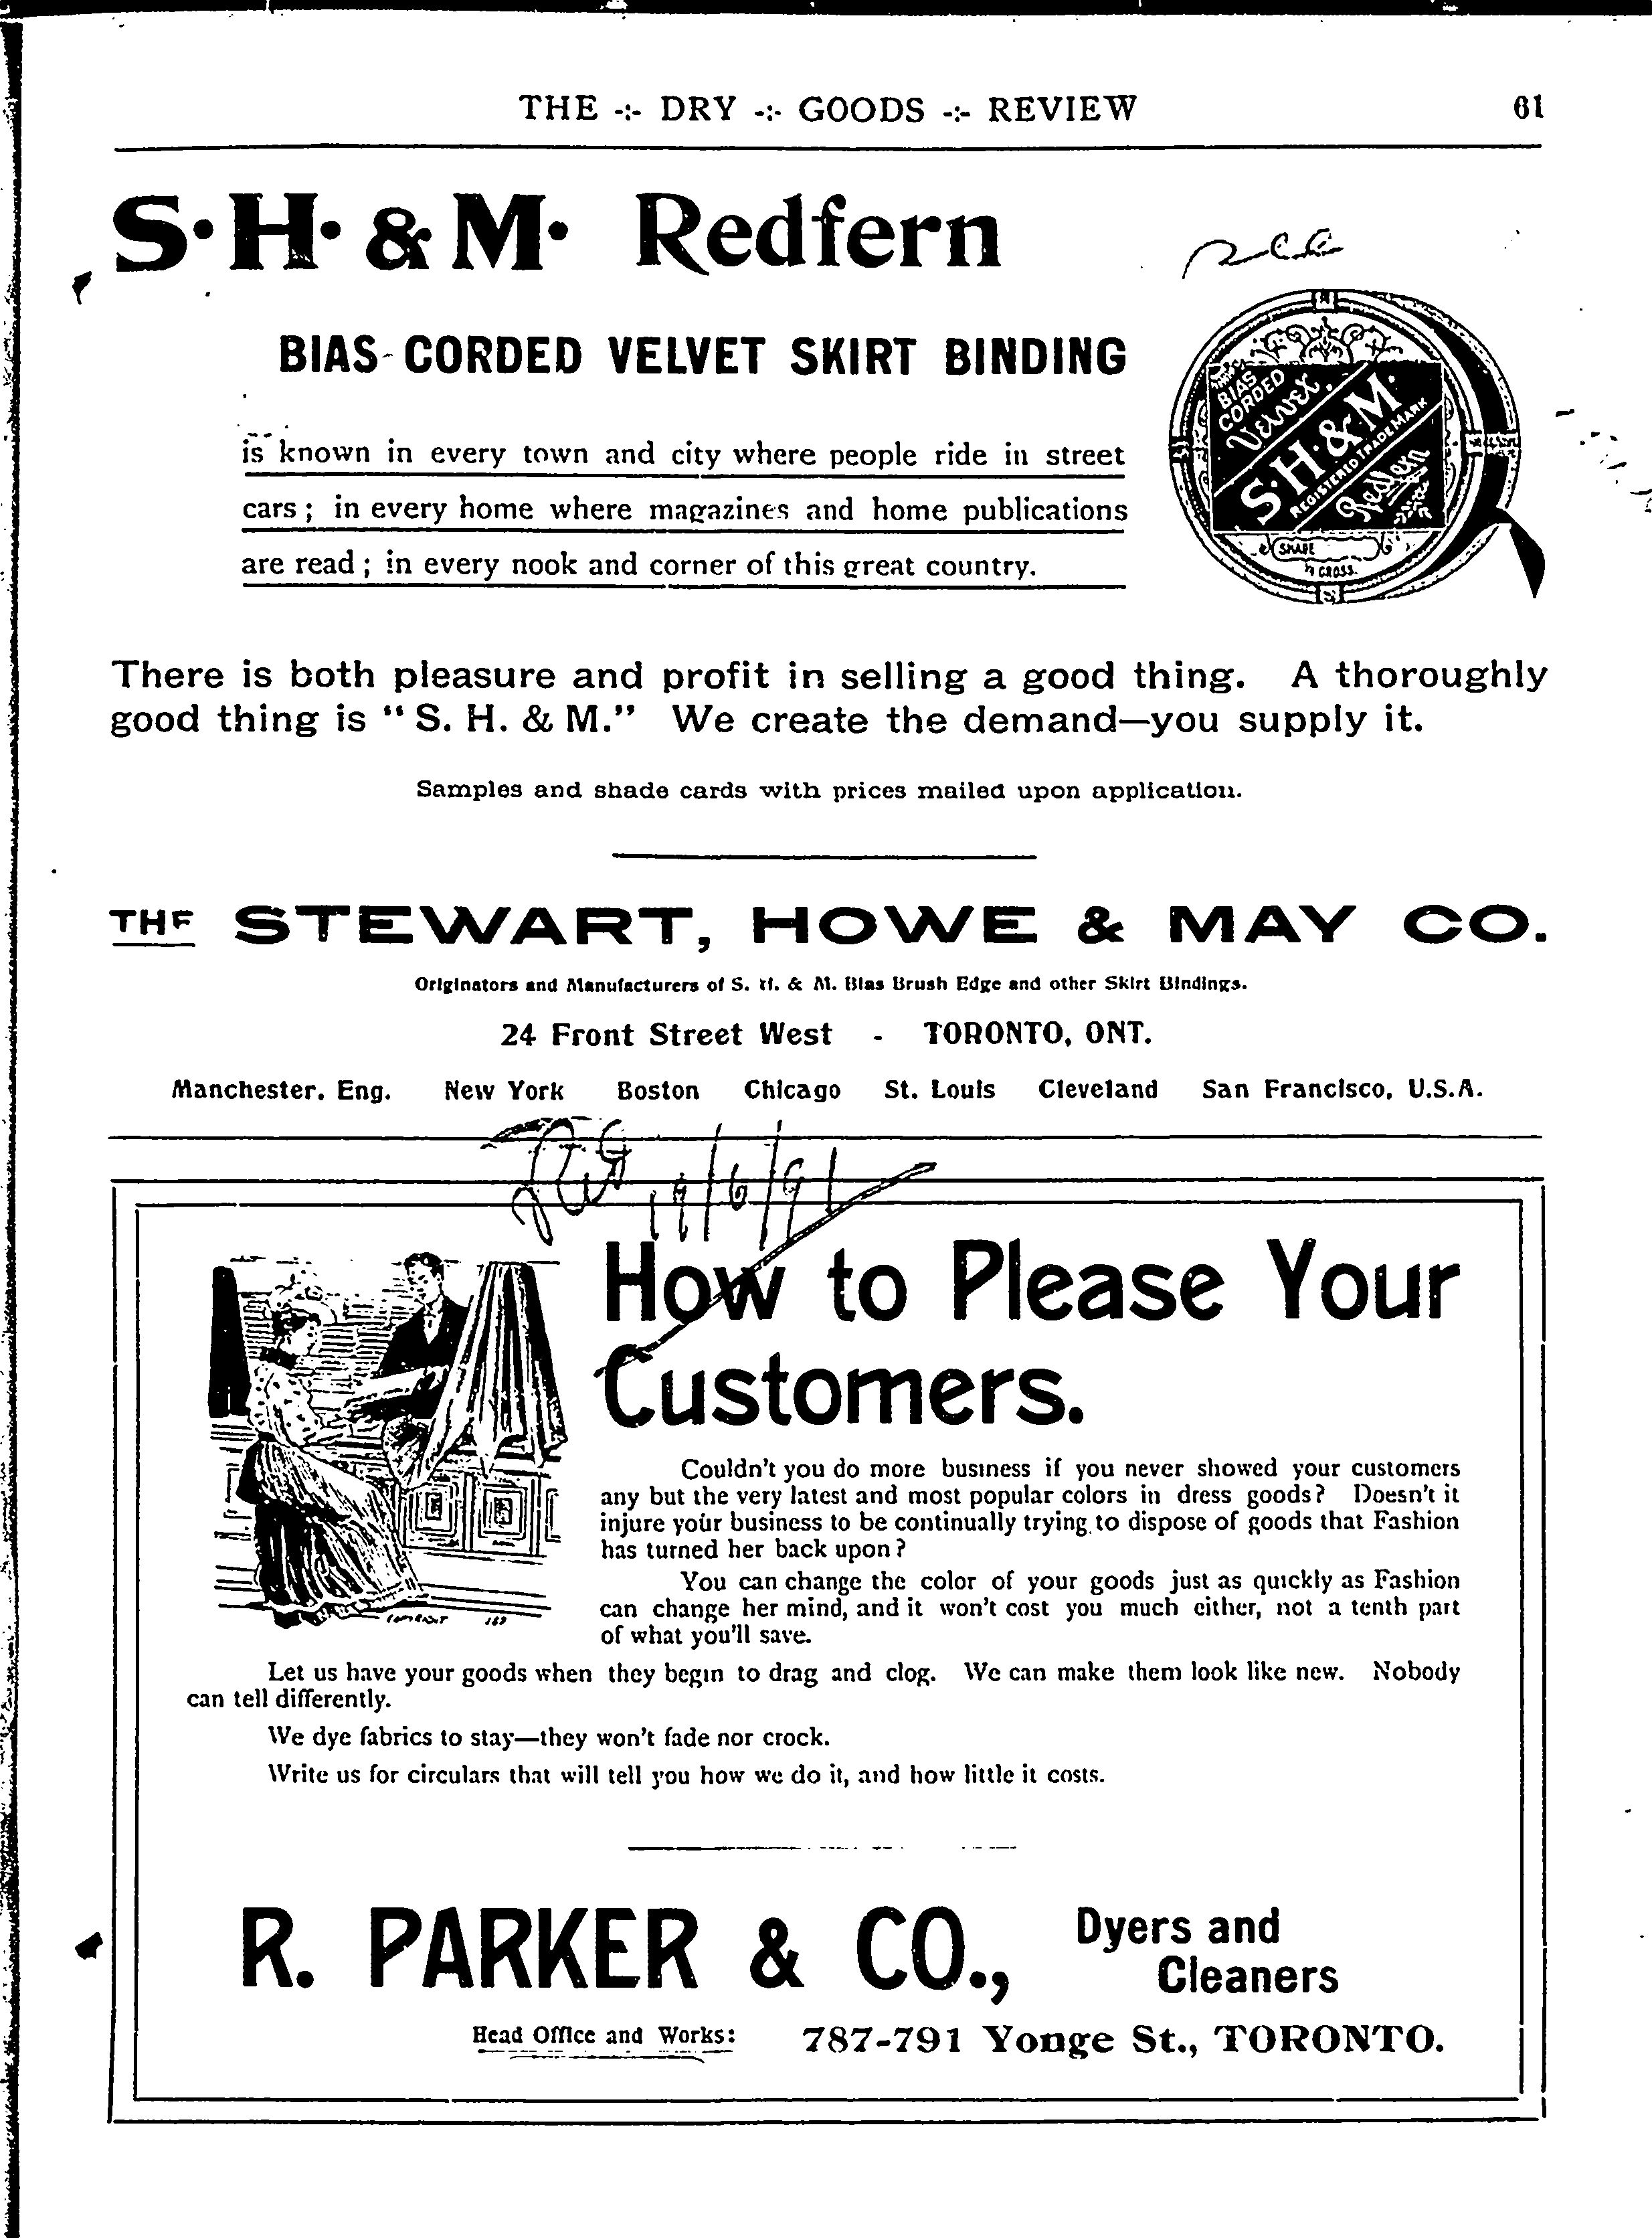 THE -:- DRY -:- GOODS -:- REVIEW 61
S·H·&M· Redfern
BIAS CORDED VELVET SKIRT BINDING
is known in every town and city where people ride in street
cars; in every home where magazines and home publications
are read; in every nook and corner of this great country.
BIAS
CORDED
Velvet
S·H·&·M·
REGISTERED TRADEMARK
Redfern
SHADE
GROSS.
There is both pleasure and profit in selling a good thing. A thoroughly
good thing is "S. H. & M." We create the demand—you supply it.
Samples and shade cards with prices mailed upon application.
THE STEWART, HOWE & MAY CO.
Originators and Manufacturers of S. H. & M. Bias Brush Edge and other Skirt Bindings.
24 Front Street West - TORONTO, ONT.
Manchester, Eng. New York Boston Chicago St. Louis Cleveland San Francisco, U.S.A.
How to Please Your
Customers.
Couldn't you do more business if you never showed your customers
any but the very latest and most popular colors in dress goods? Doesn't it
injure your business to be continually trying to dispose of goods that Fashion
has turned her back upon?
You can change the color of your goods just as quickly as Fashion
can change her mind, and it won't cost you much either, not a tenth part
of what you'll save.
COPYRIGHT 189
Let us have your goods when they begin to drag and clog. We can make them look like new. Nobody
can tell differently.
We dye fabrics to stay—they won't fade nor crock.
Write us for circulars that will tell you how we do it, and how little it costs.
R. PARKER & CO., Dyers and
Cleaners
Head Office and Works: 787-791 Yonge St., TORONTO.